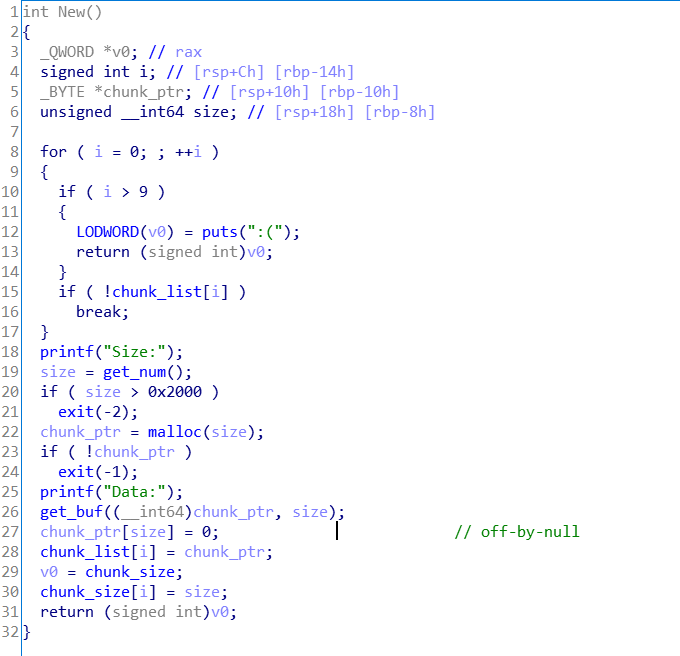 1 int New()
2 {
3   _QWORD *v0; // rax
4   signed int i; // [rsp+Ch] [rbp-14h]
5   _BYTE *chunk_ptr; // [rsp+10h] [rbp-10h]
6   unsigned __int64 size; // [rsp+18h] [rbp-8h]
7
8   for ( i = 0; ; ++i )
9   {
10     if ( i > 9 )
11     {
12       LODWORD(v0) = puts(":(");
13       return (signed int)v0;
14     }
15     if ( !chunk_list[i] )
16       break;
17   }
18   printf("Size:");
19   size = get_num();
20   if ( size > 0x2000 )
21     exit(-2);
22   chunk_ptr = malloc(size);
23   if ( !chunk_ptr )
24     exit(-1);
25   printf("Data:");
26   get_buf((__int64)chunk_ptr, size);
27   chunk_ptr[size] = 0; // off-by-null
28   chunk_list[i] = chunk_ptr;
29   v0 = chunk_size;
30   chunk_size[i] = size;
31   return (signed int)v0;
32 }